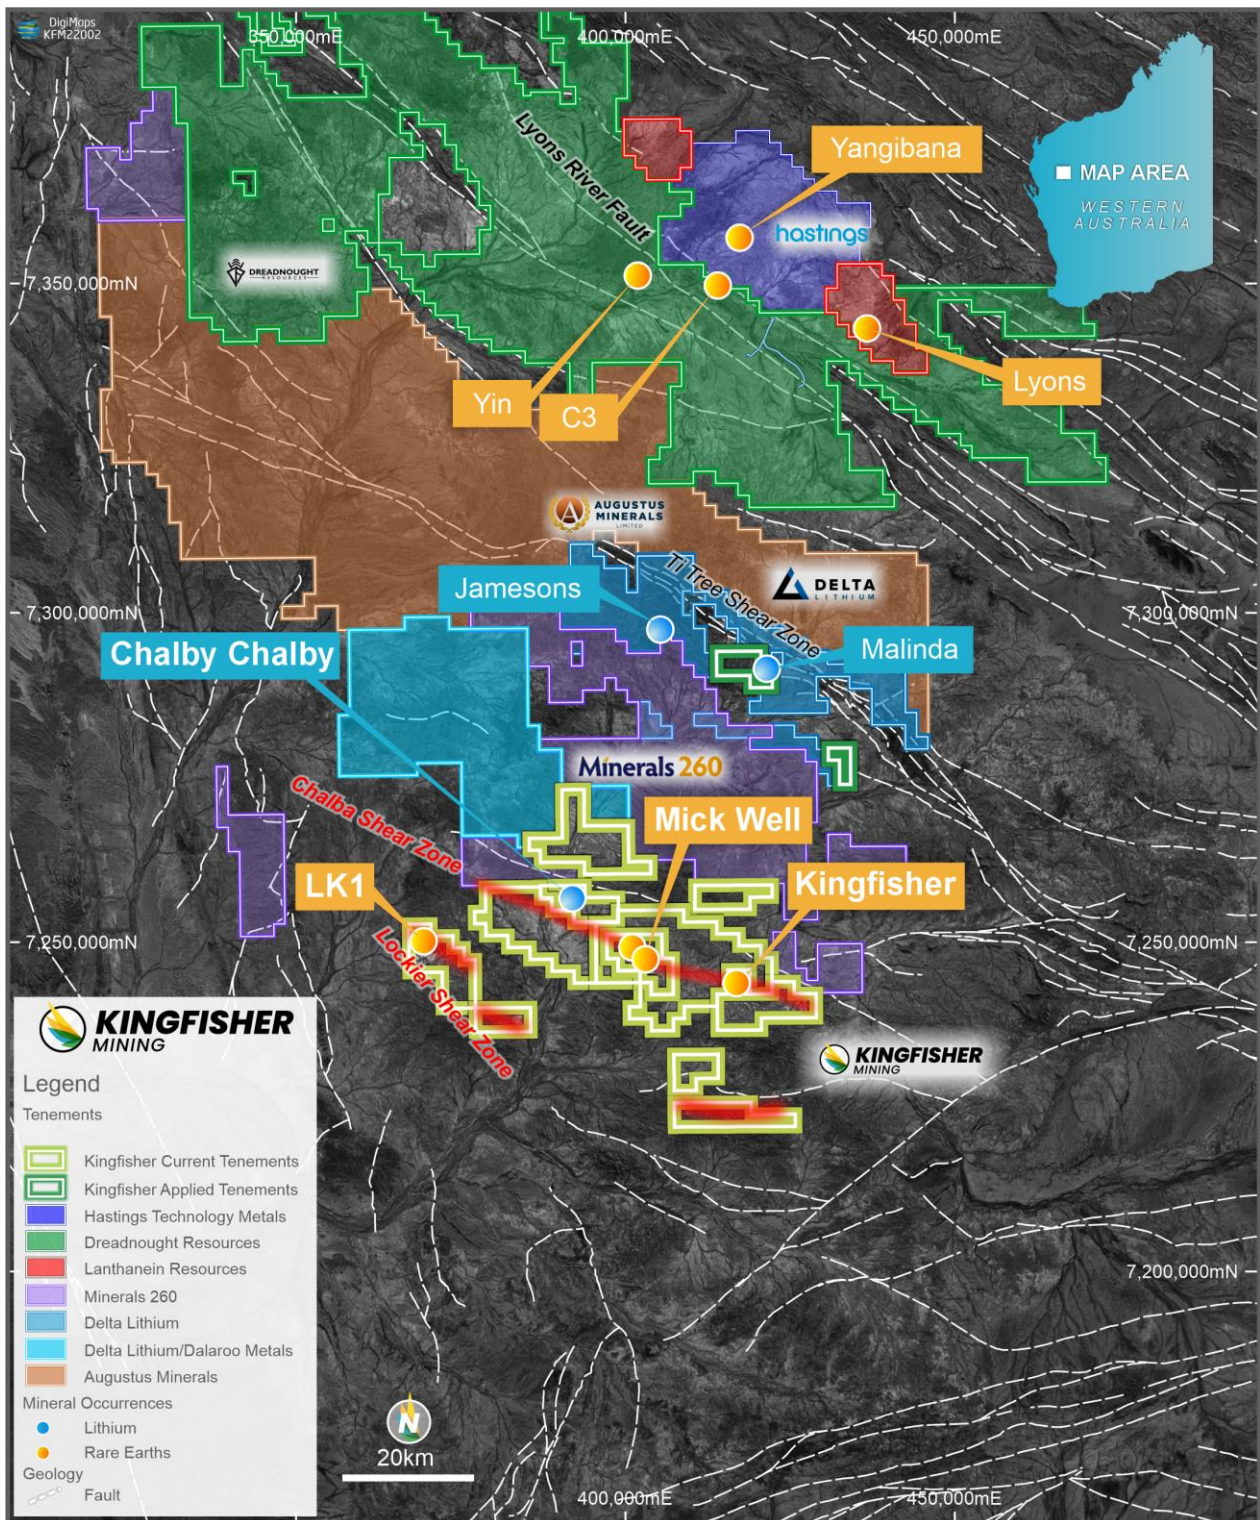 DigiMaps
KFM22002
350,000mE
400,000mE
450,000mE
Lyons River Fault
Yangibana
hastings
MAP AREA
WESTERN
AUSTRALIA
DREADNOUGHT
RESOURCES
7,350,000mN
7,350,000mN
Yin
C3
Lyons
AUGUSTUS
MINERALS
LIMITED
Ti Tree Shear Zone
DELTA
LITHIUM
Jamesons
7,300,000mN
7,300,000mN
Chalby Chalby
Malinda
Minerals 260
Chalba Shear Zone
Mick Well
LK1
Kingfisher
7,250,000mN
7,250,000mN
Lockier Shear Zone
KINGFISHER
MINING
KINGFISHER
MINING
Legend
Tenements
Kingfisher Current Tenements
Kingfisher Applied Tenements
Hastings Technology Metals
Dreadnought Resources
Lanthanein Resources
Minerals 260
Delta Lithium
Delta Lithium/Dalaroo Metals
Augustus Minerals
Mineral Occurrences
Lithium
Rare Earths
Geology
Fault
7,200,000mN
N
20km
400,000mE
450,000mE